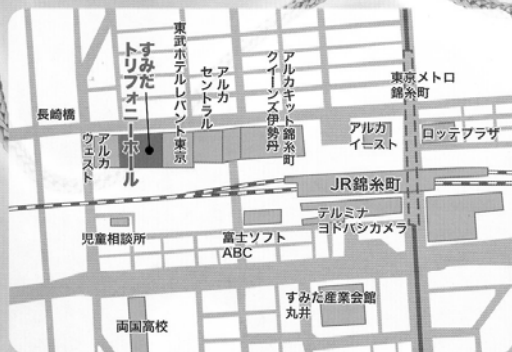 すみだ
トリフォニーホール
東武ホテルレバント東京
アルカ
セントラル
アルカキット錦糸町
クイーンズ伊勢丹
東京メトロ
錦糸町
長崎橋
アルカ
ウェスト
アルカ
イースト
ロッテプラザ
JR錦糸町
テルミナ
ヨドバシカメラ
児童相談所
富士ソフト
ABC
すみだ産業会館
丸井
両国高校